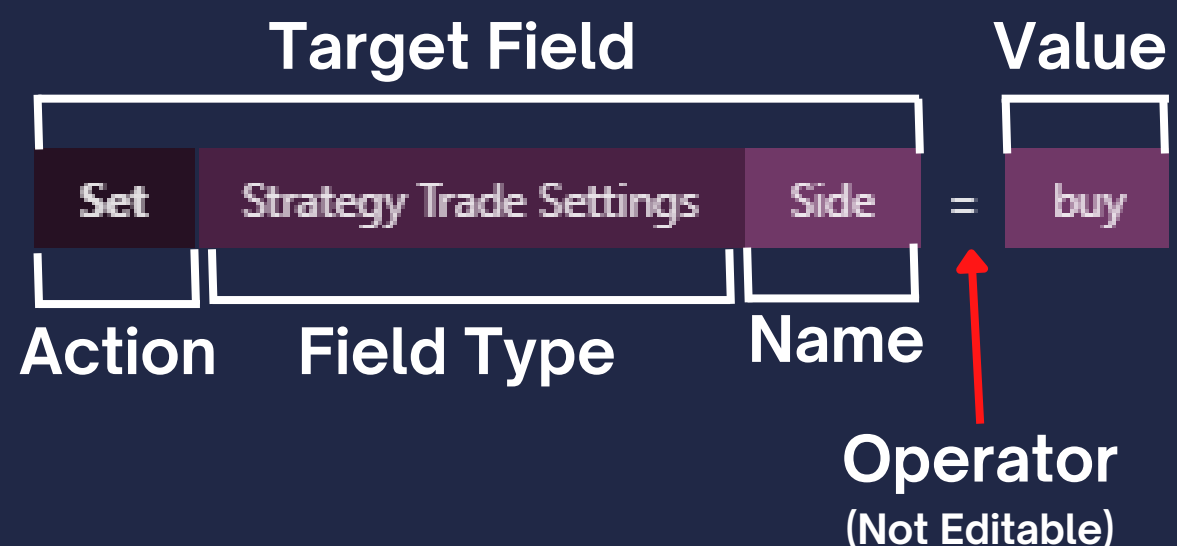 Target Field Value
Set Strategy Trade Settings Side = buy
Action Field Type Name
Operator
(Not Editable)